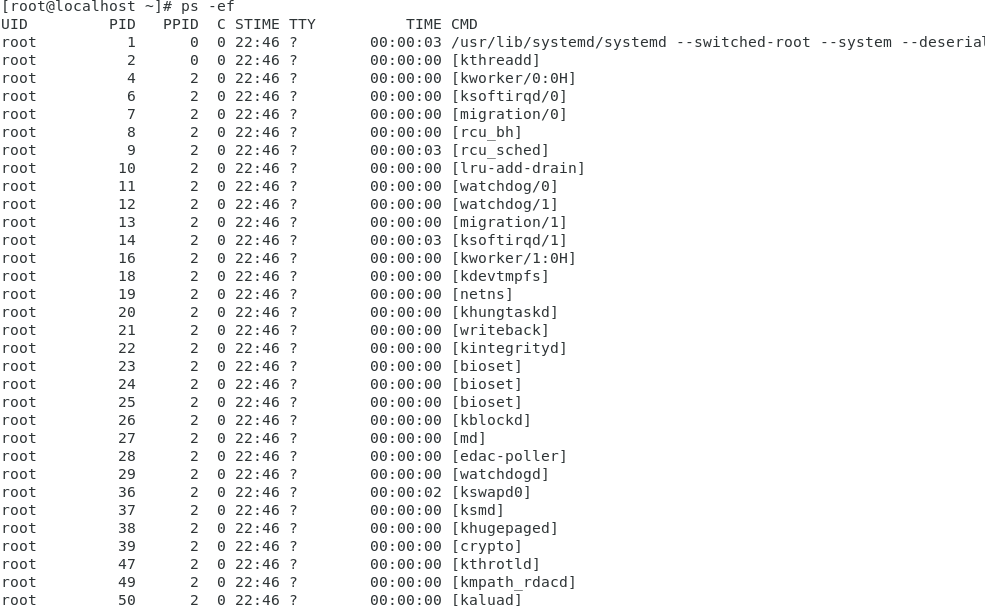 [root@localhost ~]# ps -ef
UID        PID   PPID  C STIME TTY          TIME CMD
root         1      0  0 22:46 ?        00:00:03 /usr/lib/systemd/systemd --switched-root --system --deserial
root         2      0  0 22:46 ?        00:00:00 [kthreadd]
root         4      2  0 22:46 ?        00:00:00 [kworker/0:0H]
root         6      2  0 22:46 ?        00:00:00 [ksoftirqd/0]
root         7      2  0 22:46 ?        00:00:00 [migration/0]
root         8      2  0 22:46 ?        00:00:00 [rcu_bh]
root         9      2  0 22:46 ?        00:00:03 [rcu_sched]
root        10      2  0 22:46 ?        00:00:00 [lru-add-drain]
root        11      2  0 22:46 ?        00:00:00 [watchdog/0]
root        12      2  0 22:46 ?        00:00:00 [watchdog/1]
root        13      2  0 22:46 ?        00:00:00 [migration/1]
root        14      2  0 22:46 ?        00:00:03 [ksoftirqd/1]
root        16      2  0 22:46 ?        00:00:00 [kworker/1:0H]
root        18      2  0 22:46 ?        00:00:00 [kdevtmpfs]
root        19      2  0 22:46 ?        00:00:00 [netns]
root        20      2  0 22:46 ?        00:00:00 [khungtaskd]
root        21      2  0 22:46 ?        00:00:00 [writeback]
root        22      2  0 22:46 ?        00:00:00 [kintegrityd]
root        23      2  0 22:46 ?        00:00:00 [bioset]
root        24      2  0 22:46 ?        00:00:00 [bioset]
root        25      2  0 22:46 ?        00:00:00 [bioset]
root        26      2  0 22:46 ?        00:00:00 [kblockd]
root        27      2  0 22:46 ?        00:00:00 [md]
root        28      2  0 22:46 ?        00:00:00 [edac-poller]
root        29      2  0 22:46 ?        00:00:00 [watchdogd]
root        36      2  0 22:46 ?        00:00:02 [kswapd0]
root        37      2  0 22:46 ?        00:00:00 [ksmd]
root        38      2  0 22:46 ?        00:00:00 [khugepaged]
root        39      2  0 22:46 ?        00:00:00 [crypto]
root        47      2  0 22:46 ?        00:00:00 [kthrotld]
root        49      2  0 22:46 ?        00:00:00 [kmpath_rdacd]
root        50      2  0 22:46 ?        00:00:00 [kaluad]